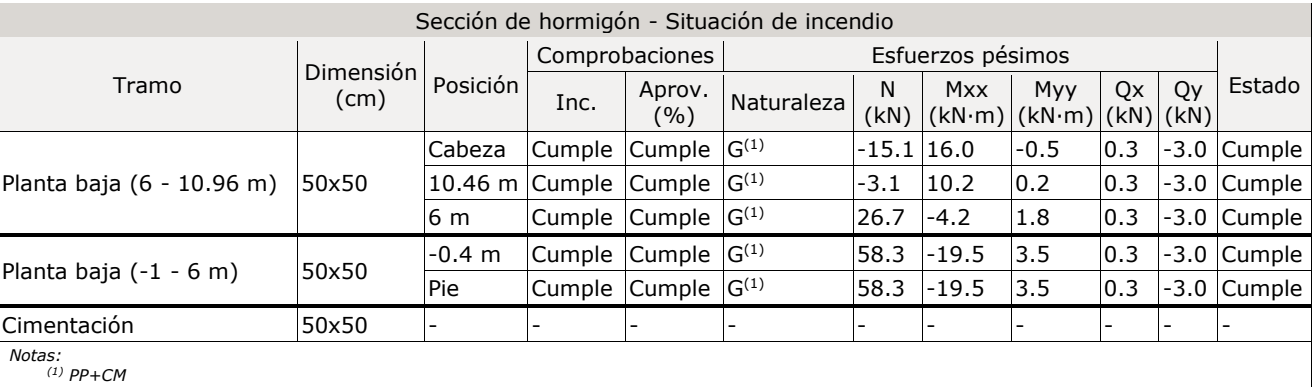 Sección de hormigón - Situación de incendio
Tramo Dimensión (cm) Posición Comprobaciones Esfuerzos pésimos Estado
Inc. Aprov. (%) Naturaleza N (kN) Mxx (kN·m) Myy (kN·m) Qx (kN) Qy (kN)
Planta baja (6 - 10.96 m) 50x50 Cabeza Cumple Cumple G(1) -15.1 16.0 -0.5 0.3 -3.0 Cumple
10.46 m Cumple Cumple G(1) -3.1 10.2 0.2 0.3 -3.0 Cumple
6 m Cumple Cumple G(1) 26.7 -4.2 1.8 0.3 -3.0 Cumple
Planta baja (-1 - 6 m) 50x50 -0.4 m Cumple Cumple G(1) 58.3 -19.5 3.5 0.3 -3.0 Cumple
Pie Cumple Cumple G(1) 58.3 -19.5 3.5 0.3 -3.0 Cumple
Cimentación 50x50 - - - - - - - - - -
Notas:
(1) PP+CM